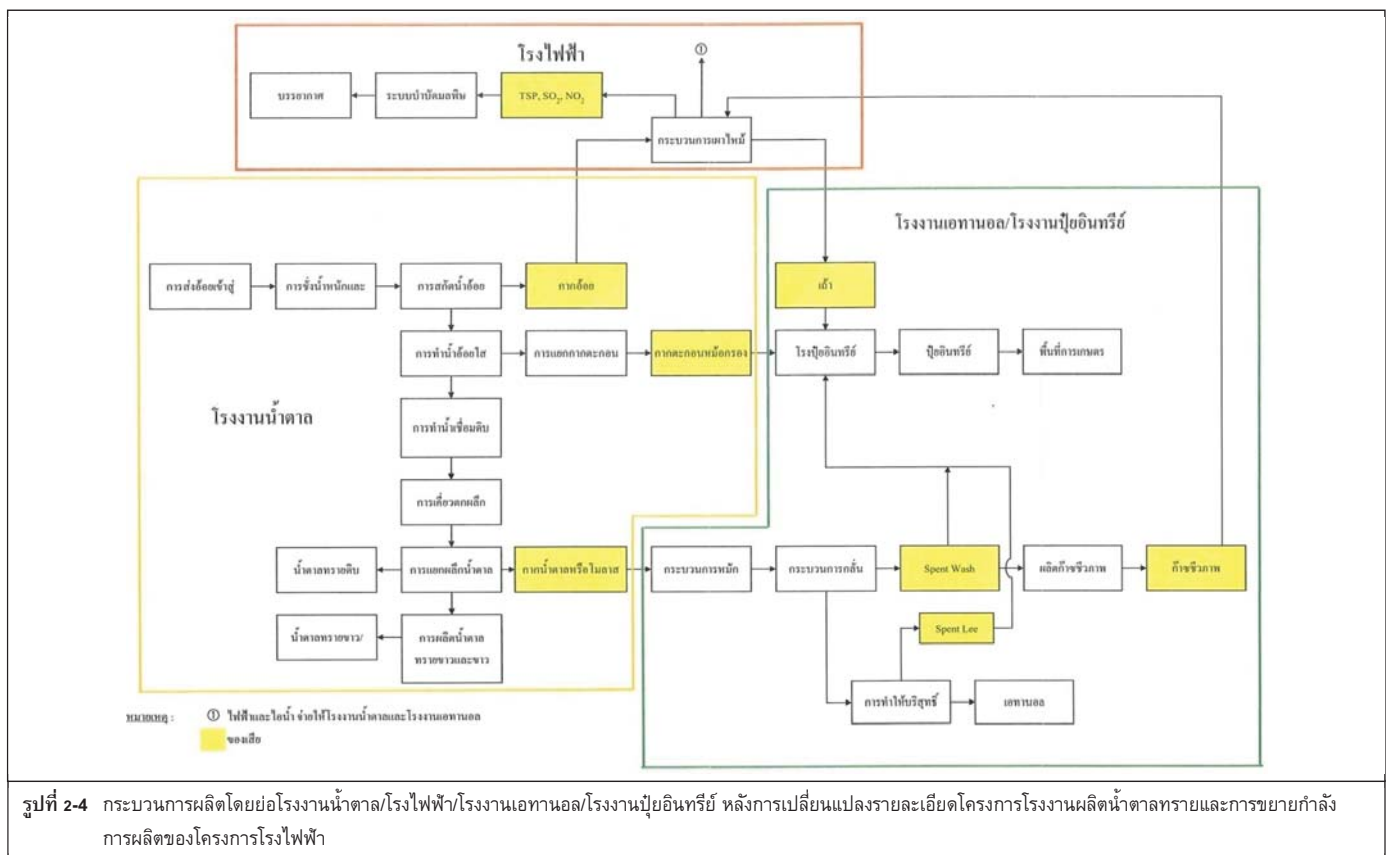 โรงไฟฟ้า
①
บรรยากาศ
ระบบบำบัดมลพิษ
TSP, SO2, NO2
กระบวนการเผาไหม้
โรงงานเอทานอล/โรงงานปุ๋ยอินทรีย์
การส่งอ้อยเข้าสู่
การชั่งน้ำหนักและ
การสกัดน้ำอ้อย
กากอ้อย
เถ้า
การทำน้ำอ้อยใส
การแยกกากตะกอน
กากตะกอนหม้อกรอง
โรงปุ๋ยอินทรีย์
ปุ๋ยอินทรีย์
พื้นที่การเกษตร
โรงงานน้ำตาล
การทำน้ำเชื่อมดิบ
การเคี่ยวตกผลึก
น้ำตาลทรายดิบ
การแยกผลึกน้ำตาล
กากน้ำตาลหรือโมลาส
กระบวนการหมัก
กระบวนการกลั่น
Spent Wash
ผลิตก๊าซชีวภาพ
ก๊าซชีวภาพ
น้ำตาลทรายขาว/
การผลิตน้ำตาล
ทรายขาวและขาว
Spent Lee
การทำให้บริสุทธิ์
เอทานอล
หมายเหตุ : ① ไฟฟ้าและไอน้ำ จ่ายให้โรงงานน้ำตาลและโรงงานเอทานอล
ของเสีย
รูปที่ 2-4 กระบวนการผลิตโดยย่อโรงงานน้ำตาล/โรงไฟฟ้า/โรงงานเอทานอล/โรงงานปุ๋ยอินทรีย์ หลังการเปลี่ยนแปลงรายละเอียดโครงการโรงงานผลิตน้ำตาลทรายและการขยายกำลัง
การผลิตของโครงการโรงไฟฟ้า